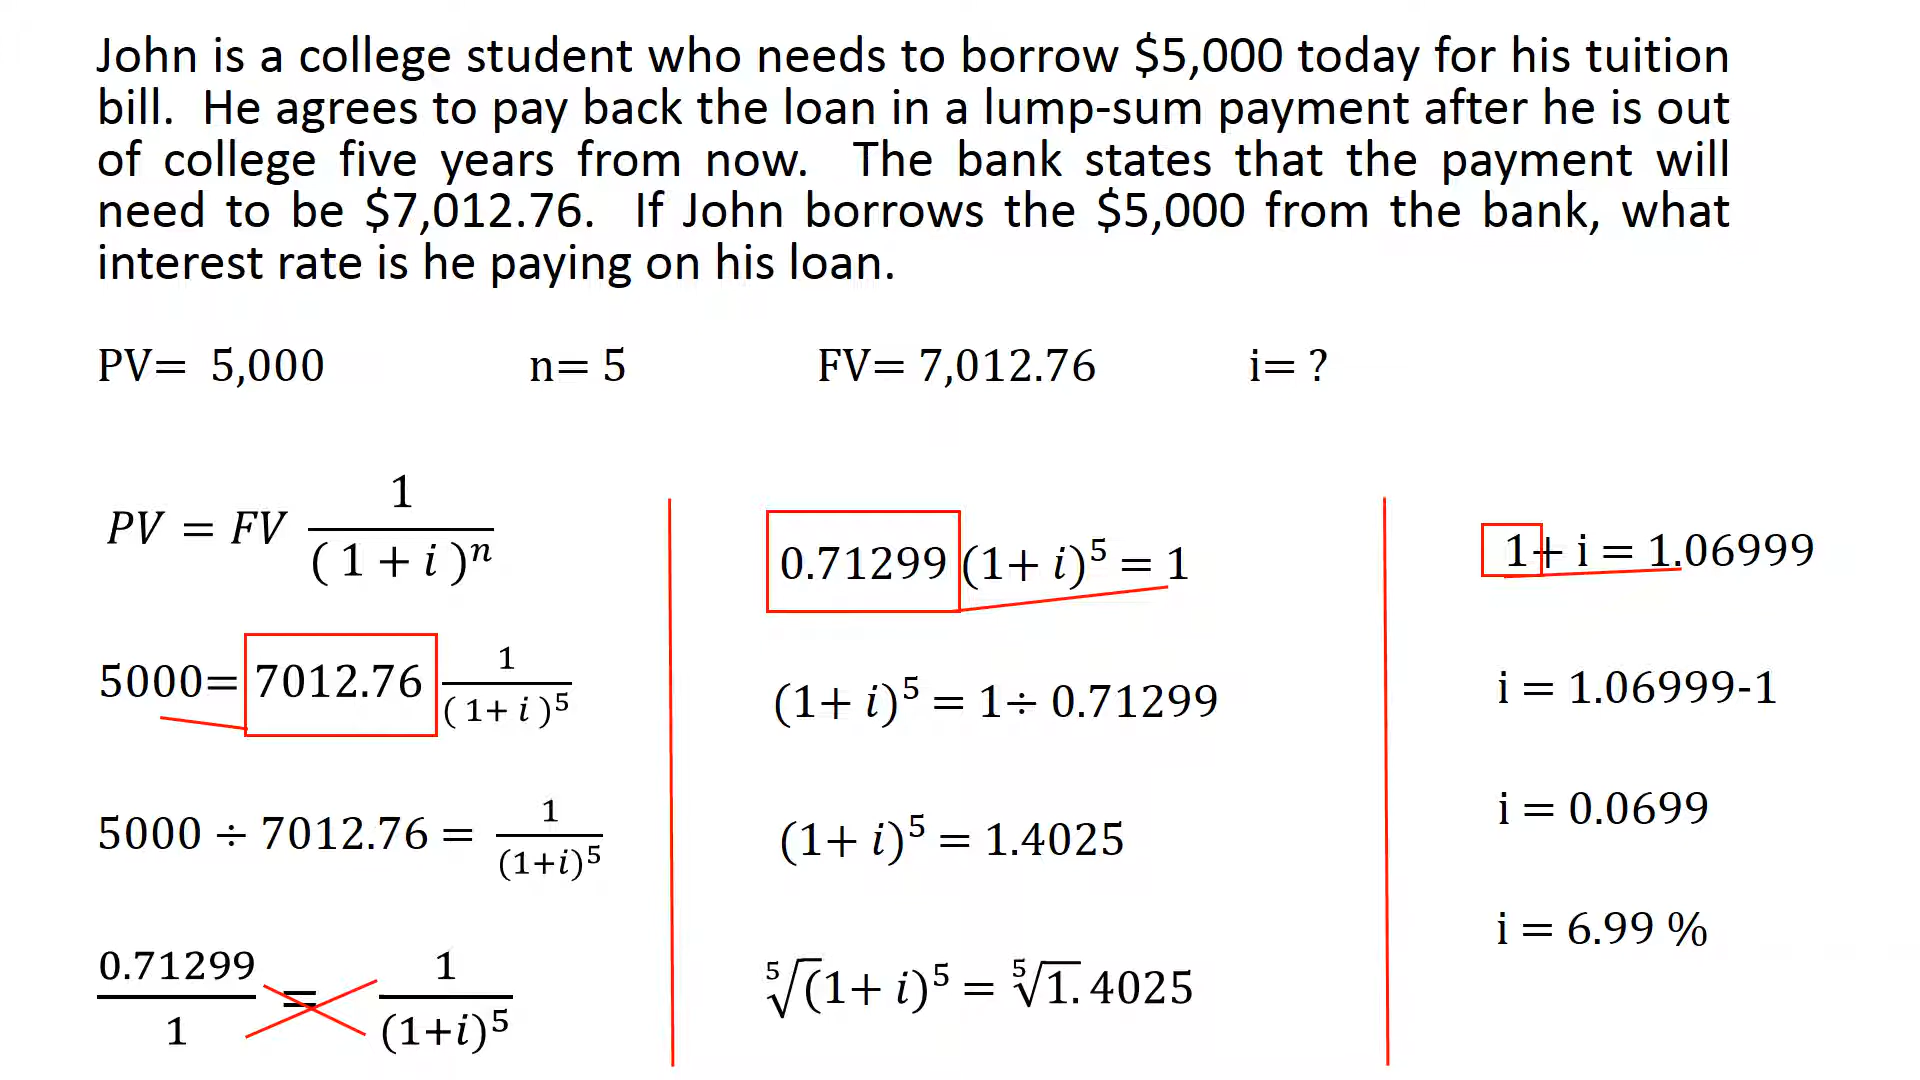 John is a college student who needs to borrow $5,000 today for his tuition
bill. He agrees to pay back the loan in a lump-sum payment after he is out
of college five years from now. The bank states that the payment will
need to be $7,012.76. If John borrows the $5,000 from the bank, what
interest rate is he paying on his loan.
PV= 5,000 n= 5 FV= 7,012.76 i= ?
PV = FV 1/( 1 + i )^n
5000= 7012.76 1/( 1+ i )^5
5000 ÷ 7012.76 = 1/(1+i)^5
0.71299/1 = 1/(1+i)^5
0.71299 (1+ i)^5 = 1
(1+ i)^5 = 1÷ 0.71299
(1+ i)^5 = 1.4025
5√(1+ i)^5 = 5√1.4025
1+ i = 1.06999
i = 1.06999-1
i = 0.0699
i = 6.99 %